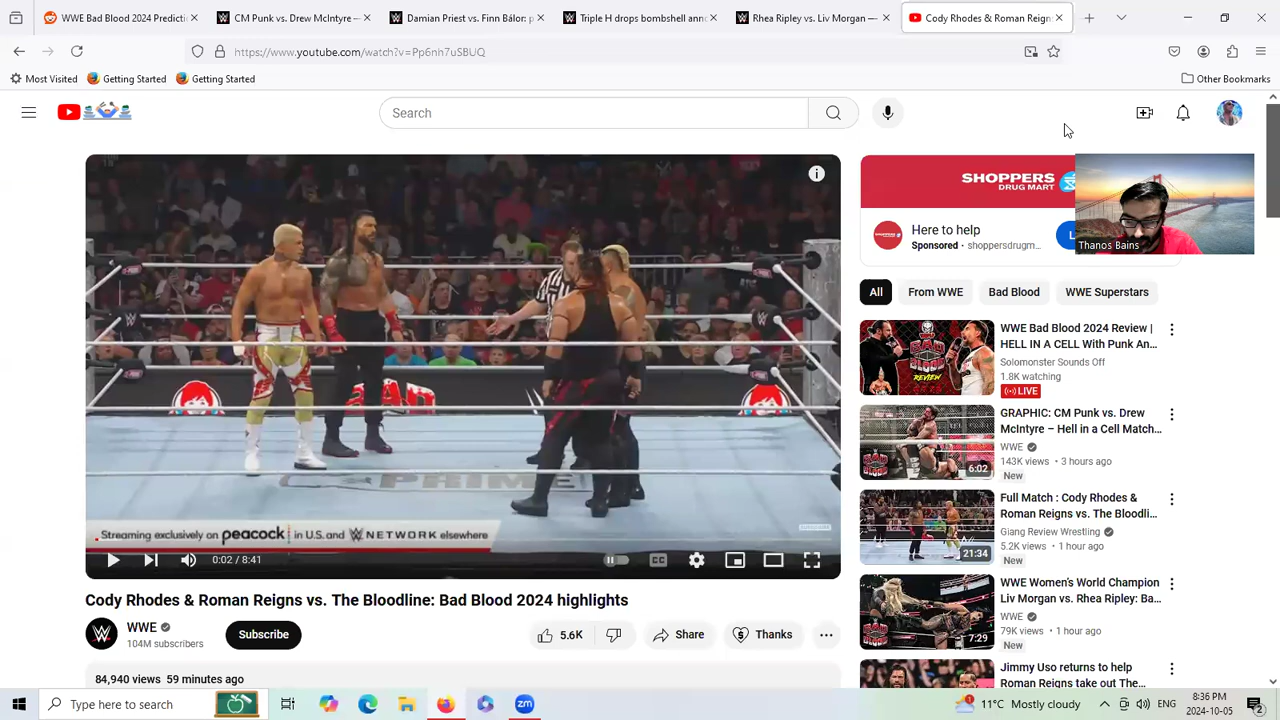 WWE Bad Blood 2024 Predicti
CM Punk vs. Drew McIntyre —
Damian Priest vs. Finn Bálor: p
Triple H drops bombshell ann
Rhea Ripley vs. Liv Morgan —
Cody Rhodes & Roman Reign
https://www.youtube.com/watch?v=Pp6nh7uSBUQ
Most Visited
Getting Started
Getting Started
Other Bookmarks
Search
SHOPPERS
DRUG MART
Here to help
Sponsored • shoppersdrugm...
Thanos Bains
All
From WWE
Bad Blood
WWE Superstars
WWE Bad Blood 2024 Review |
HELL IN A CELL With Punk An...
Solomonster Sounds Off
1.8K watching
LIVE
BAD
BLOOD
REVIEW
GRAPHIC: CM Punk vs. Drew
McIntyre – Hell in a Cell Match...
WWE
143K views • 3 hours ago
New
6:02
Full Match : Cody Rhodes &
Roman Reigns vs. The Bloodli...
Giang Review Wrestling
5.2K views • 1 hour ago
New
21:34
WWE Women's World Champion
Liv Morgan vs. Rhea Ripley: Ba...
WWE
79K views • 1 hour ago
New
7:29
Jimmy Uso returns to help
Roman Reigns take out The
PRIME
Streaming exclusively on peacock in U.S. and W NETWORK elsewhere
0:02 / 8:41
Cody Rhodes & Roman Reigns vs. The Bloodline: Bad Blood 2024 highlights
WWE
104M subscribers
Subscribe
5.6K
Share
Thanks
84,940 views 59 minutes ago
Type here to search
11°C Mostly cloudy
ENG
8:36 PM
2024-10-05
2